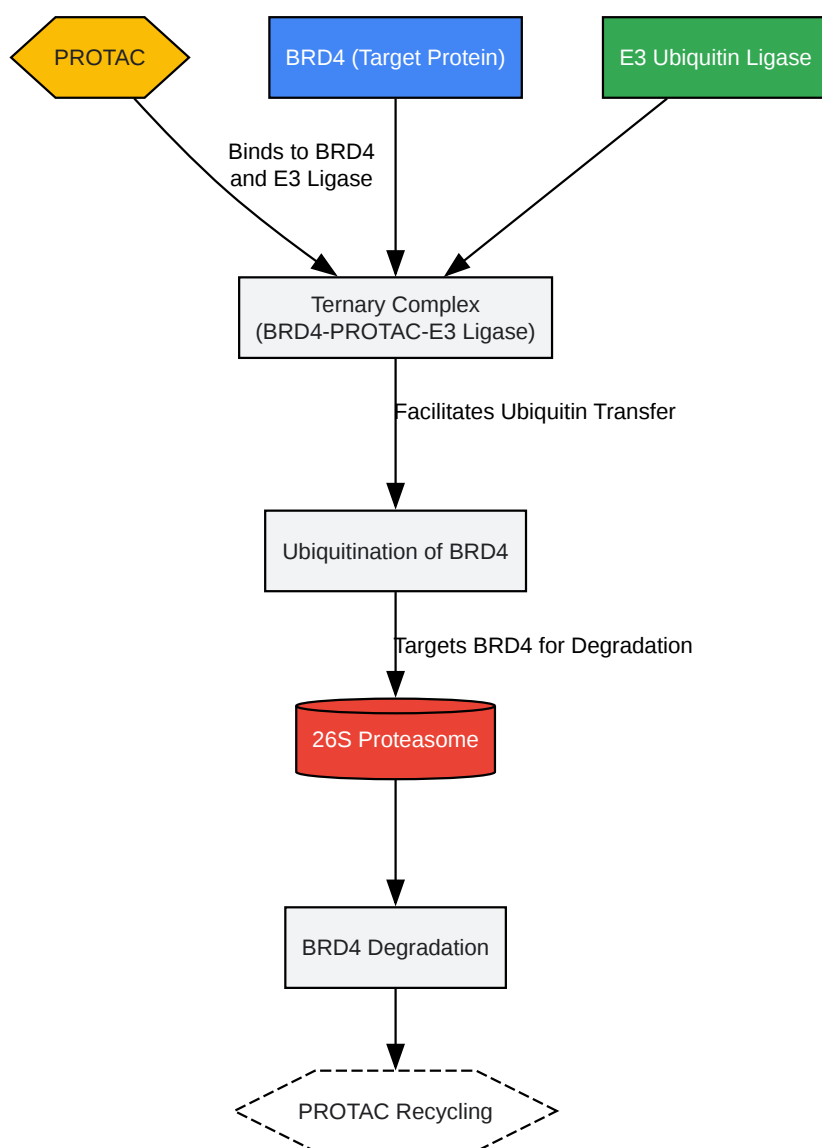 PROTAC
BRD4 (Target Protein)
E3 Ubiquitin Ligase
Binds to BRD4
and E3 Ligase
Ternary Complex
(BRD4-PROTAC-E3 Ligase)
Facilitates Ubiquitin Transfer
Ubiquitination of BRD4
Targets BRD4 for Degradation
26S Proteasome
BRD4 Degradation
PROTAC Recycling